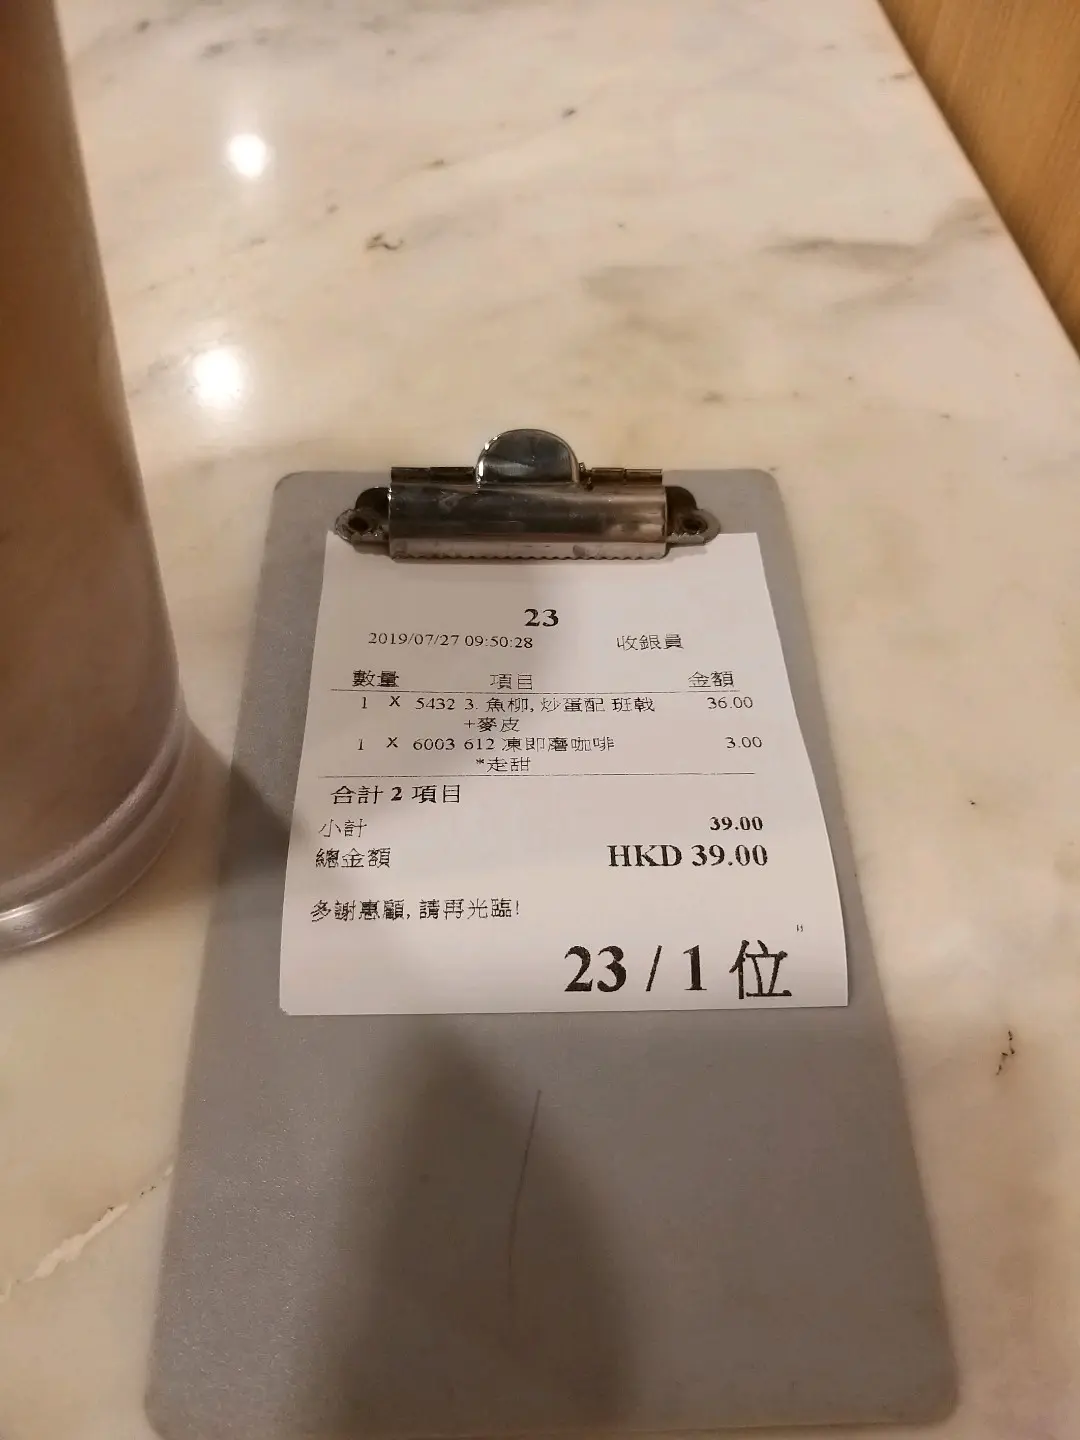 23
2019/07/27 09:50:28 收銀員
數量 項目 金額
1 X 5432 3. 魚柳, 炒蛋配 班戟 36.00
+麥皮
1 X 6003 612 凍即磨咖啡 3.00
*走甜
合計 2 項目
小計 39.00
總金額 HKD 39.00
多謝惠顧, 請再光臨!
23 / 1 位